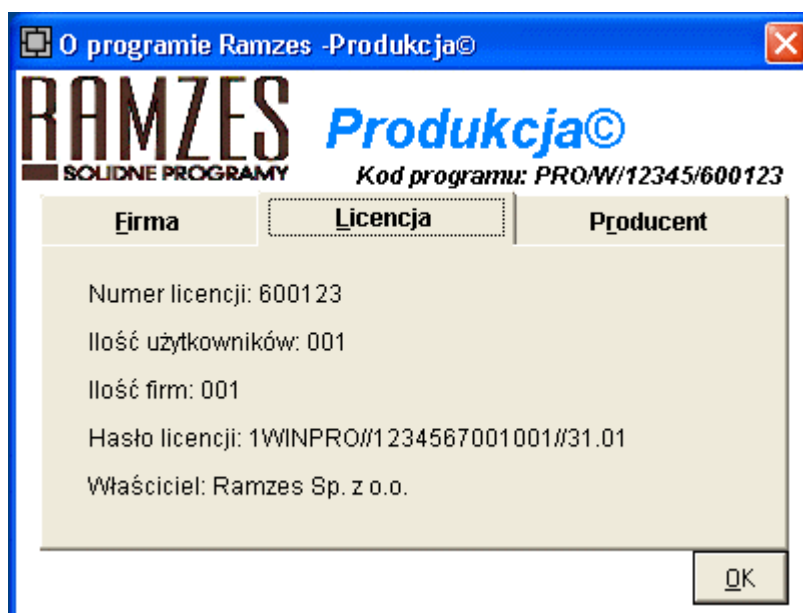 O programie Ramzes -Produkcja©
RAMZES
SOLIDNE PROGRAMY
Produkcja©
Kod programu: PRO/W/12345/600123
Firma
Licencja
Producent
Numer licencji: 600123
Ilość użytkowników: 001
Ilość firm: 001
Hasło licencji: 1WINPRO//1234567001001//31.01
Właściciel: Ramzes Sp. z o.o.
OK